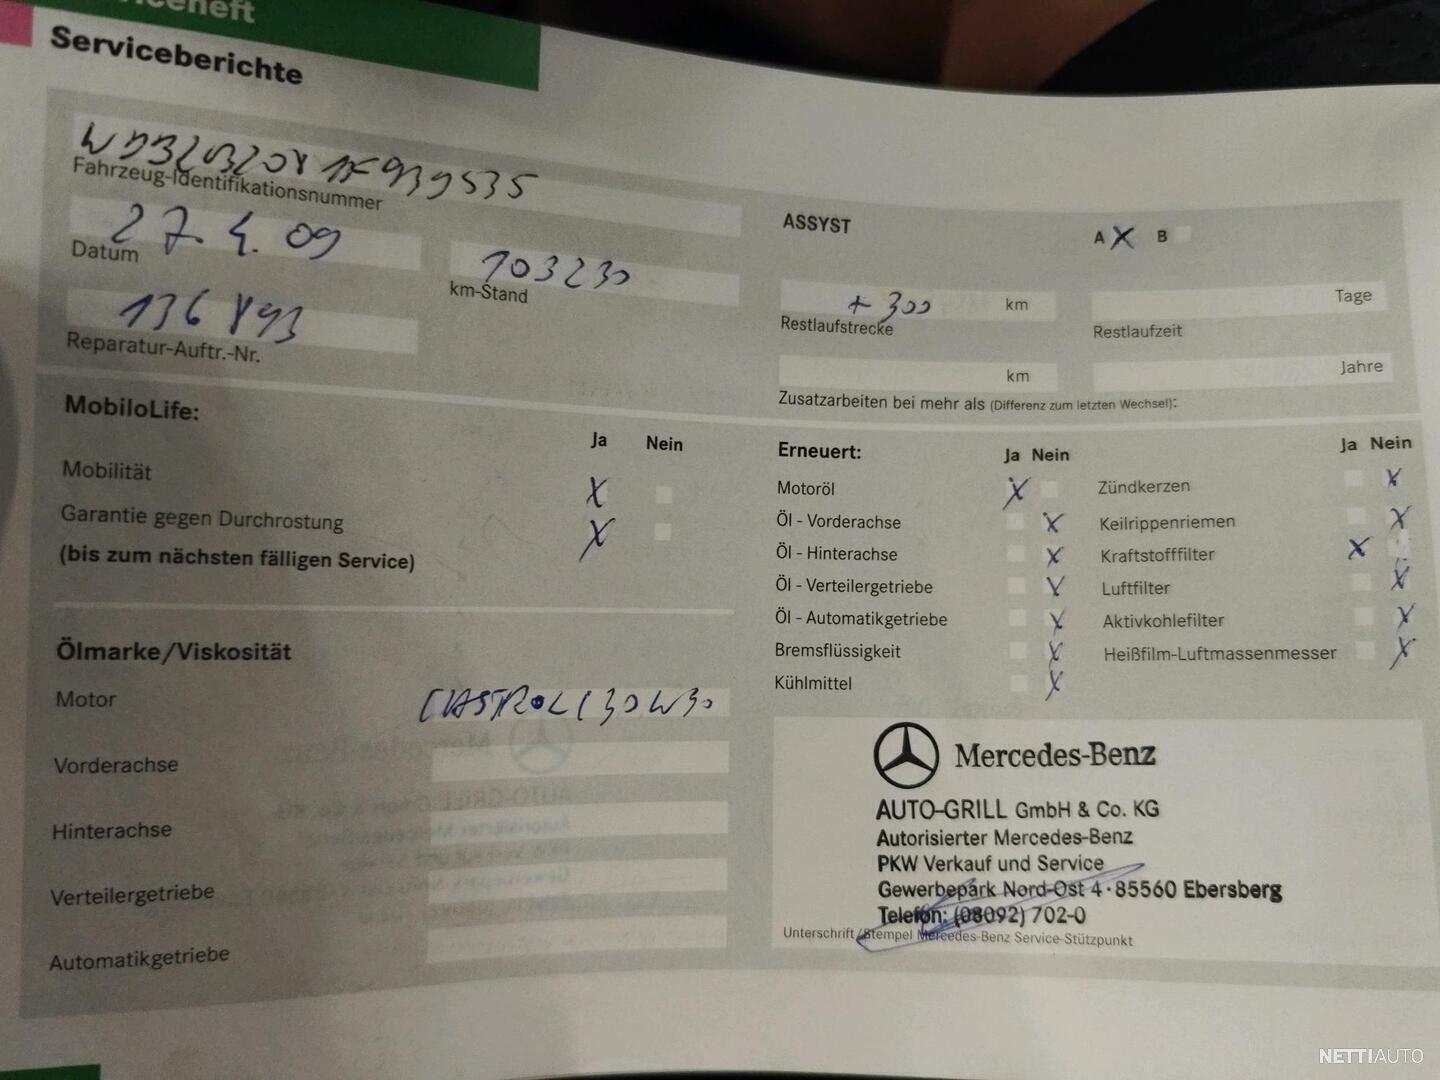 ceheft
Serviceberichte
WDB2032081F939535
Fahrzeug-Identifikationsnummer
27.4.09
Datum
103230
km-Stand
136893
Reparatur-Auftr.-Nr.
ASSYST
A X B
+ 300 km
Restlaufstrecke
Tage
Restlaufzeit
km
Jahre
Zusatzarbeiten bei mehr als (Differenz zum letzten Wechsel):
MobiloLife:
Ja Nein
Mobilität X
Garantie gegen Durchrostung X
(bis zum nächsten fälligen Service)
Ölmarke/Viskosität
Motor CASTROL
Vorderachse
Hinterachse
Verteilergetriebe
Automatikgetriebe
Erneuert: Ja Nein
Motoröl X
Öl - Vorderachse X
Öl - Hinterachse X
Öl - Verteilergetriebe X
Öl - Automatikgetriebe X
Bremsflüssigkeit X
Kühlmittel X
Ja Nein
Zündkerzen X
Keilrippenriemen X
Kraftstofffilter X
Luftfilter X
Aktivkohlefilter X
Heißfilm-Luftmassenmesser X
Mercedes-Benz
AUTO-GRILL GmbH & Co. KG
Autorisierter Mercedes-Benz
PKW Verkauf und Service
Gewerbepark Nord-Ost 4 · 85560 Ebersberg
Telefon: (08092) 702-0
Unterschrift/Stempel Mercedes-Benz Service-Stützpunkt
NETTIAUTO